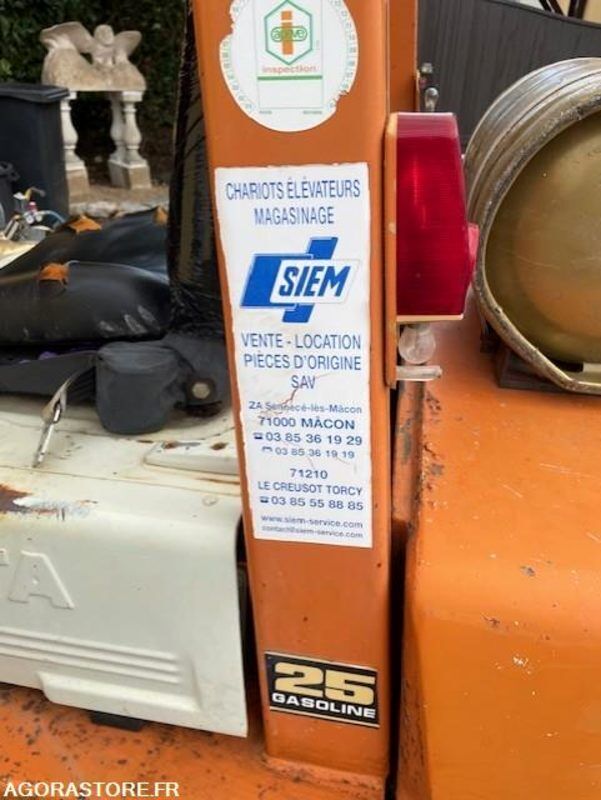 apave
inspection
CHARIOTS ÉLÉVATEURS
MAGASINAGE
SIEM
VENTE - LOCATION
PIÈCES D'ORIGINE
SAV
ZA Sennecé-lès-Mâcon
71000 MÂCON
☎ 03 85 36 19 29
03 85 36 19 19
71210
LE CREUSOT TORCY
☎ 03 85 55 88 85
www.siem-service.com
contact@siem-service.com
TA
25
GASOLINE
AGORASTORE.FR